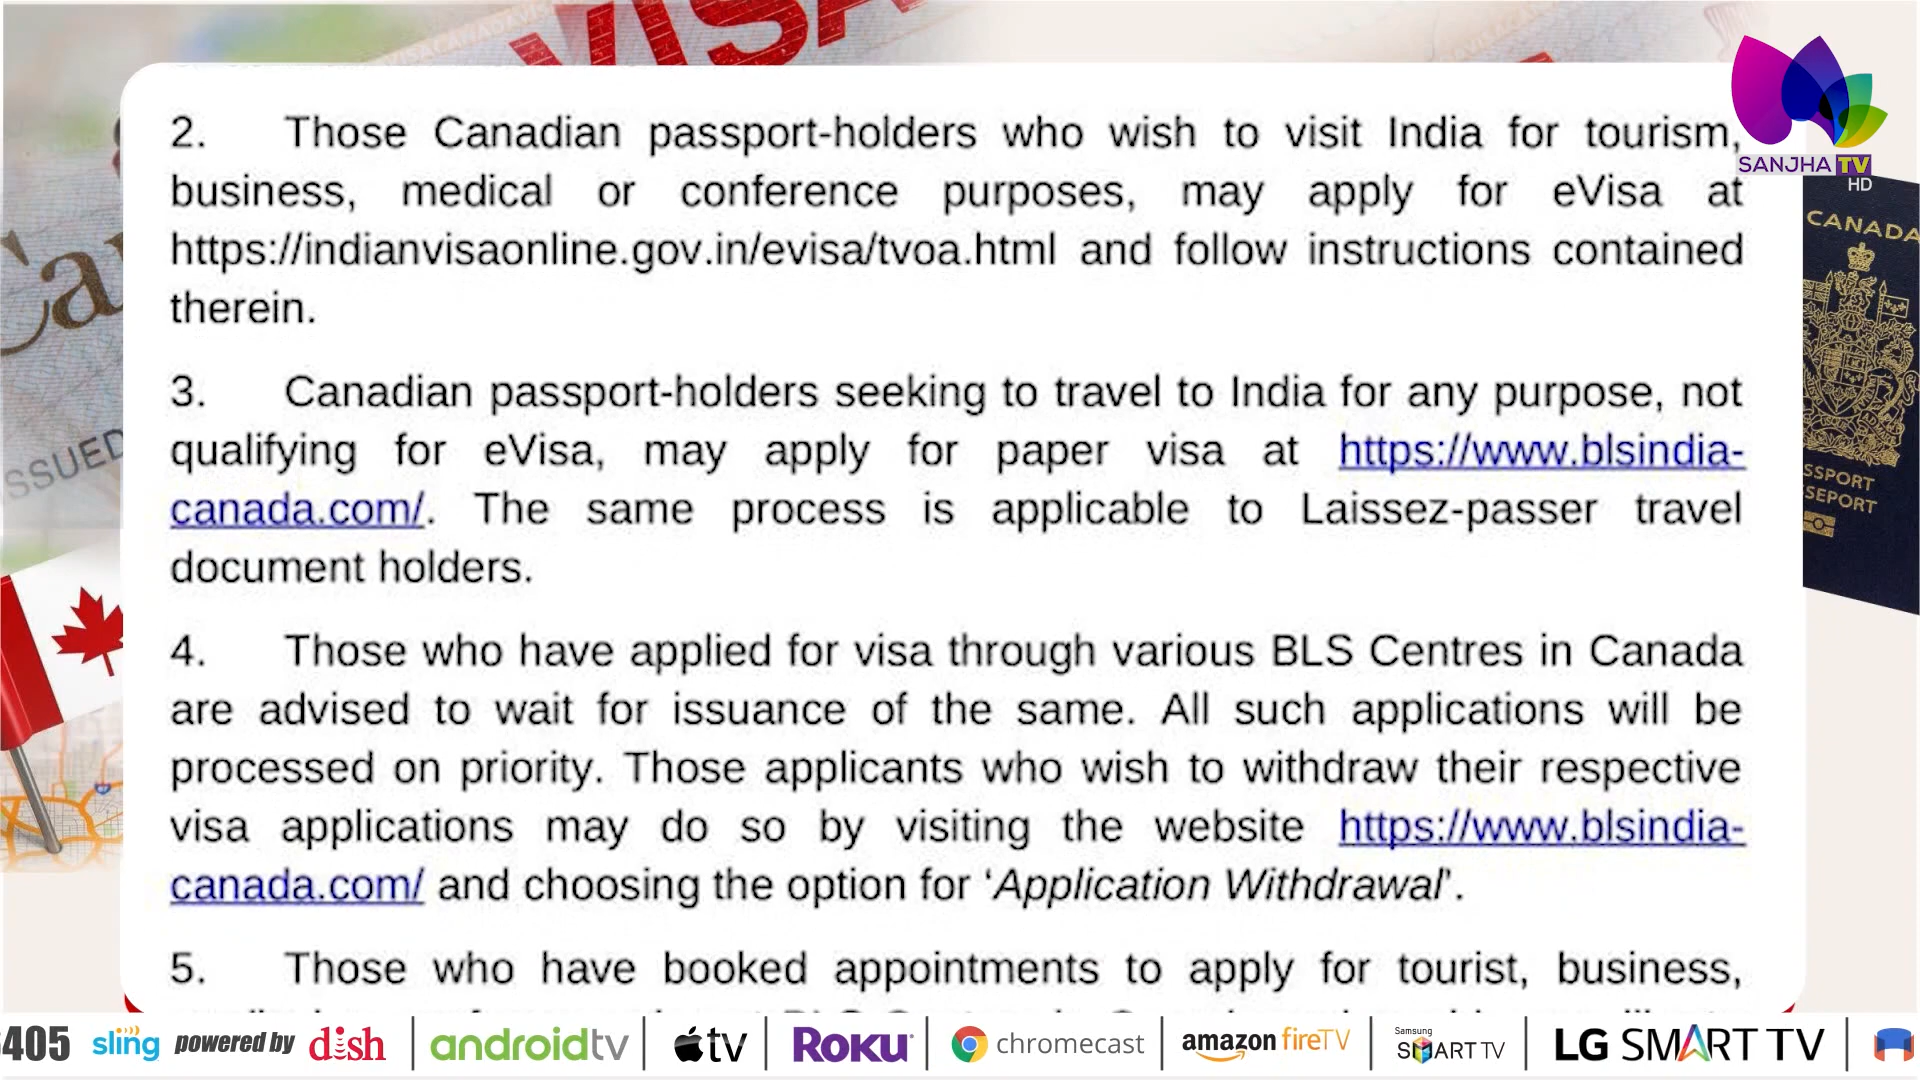 VISA
SANJHA TV
HD
2. Those Canadian passport-holders who wish to visit India for tourism,
business, medical or conference purposes, may apply for eVisa at
https://indianvisaonline.gov.in/evisa/tvoa.html and follow instructions contained
therein.
3. Canadian passport-holders seeking to travel to India for any purpose, not
qualifying for eVisa, may apply for paper visa at https://www.blsindia-
canada.com/. The same process is applicable to Laissez-passer travel
document holders.
4. Those who have applied for visa through various BLS Centres in Canada
are advised to wait for issuance of the same. All such applications will be
processed on priority. Those applicants who wish to withdraw their respective
visa applications may do so by visiting the website https://www.blsindia-
canada.com/ and choosing the option for ‘Application Withdrawal’.
5. Those who have booked appointments to apply for tourist, business,
CANADA
405 sling powered by dish androidtv tv Roku chromecast amazon fireTV Samsung SMART TV LG SMART TV